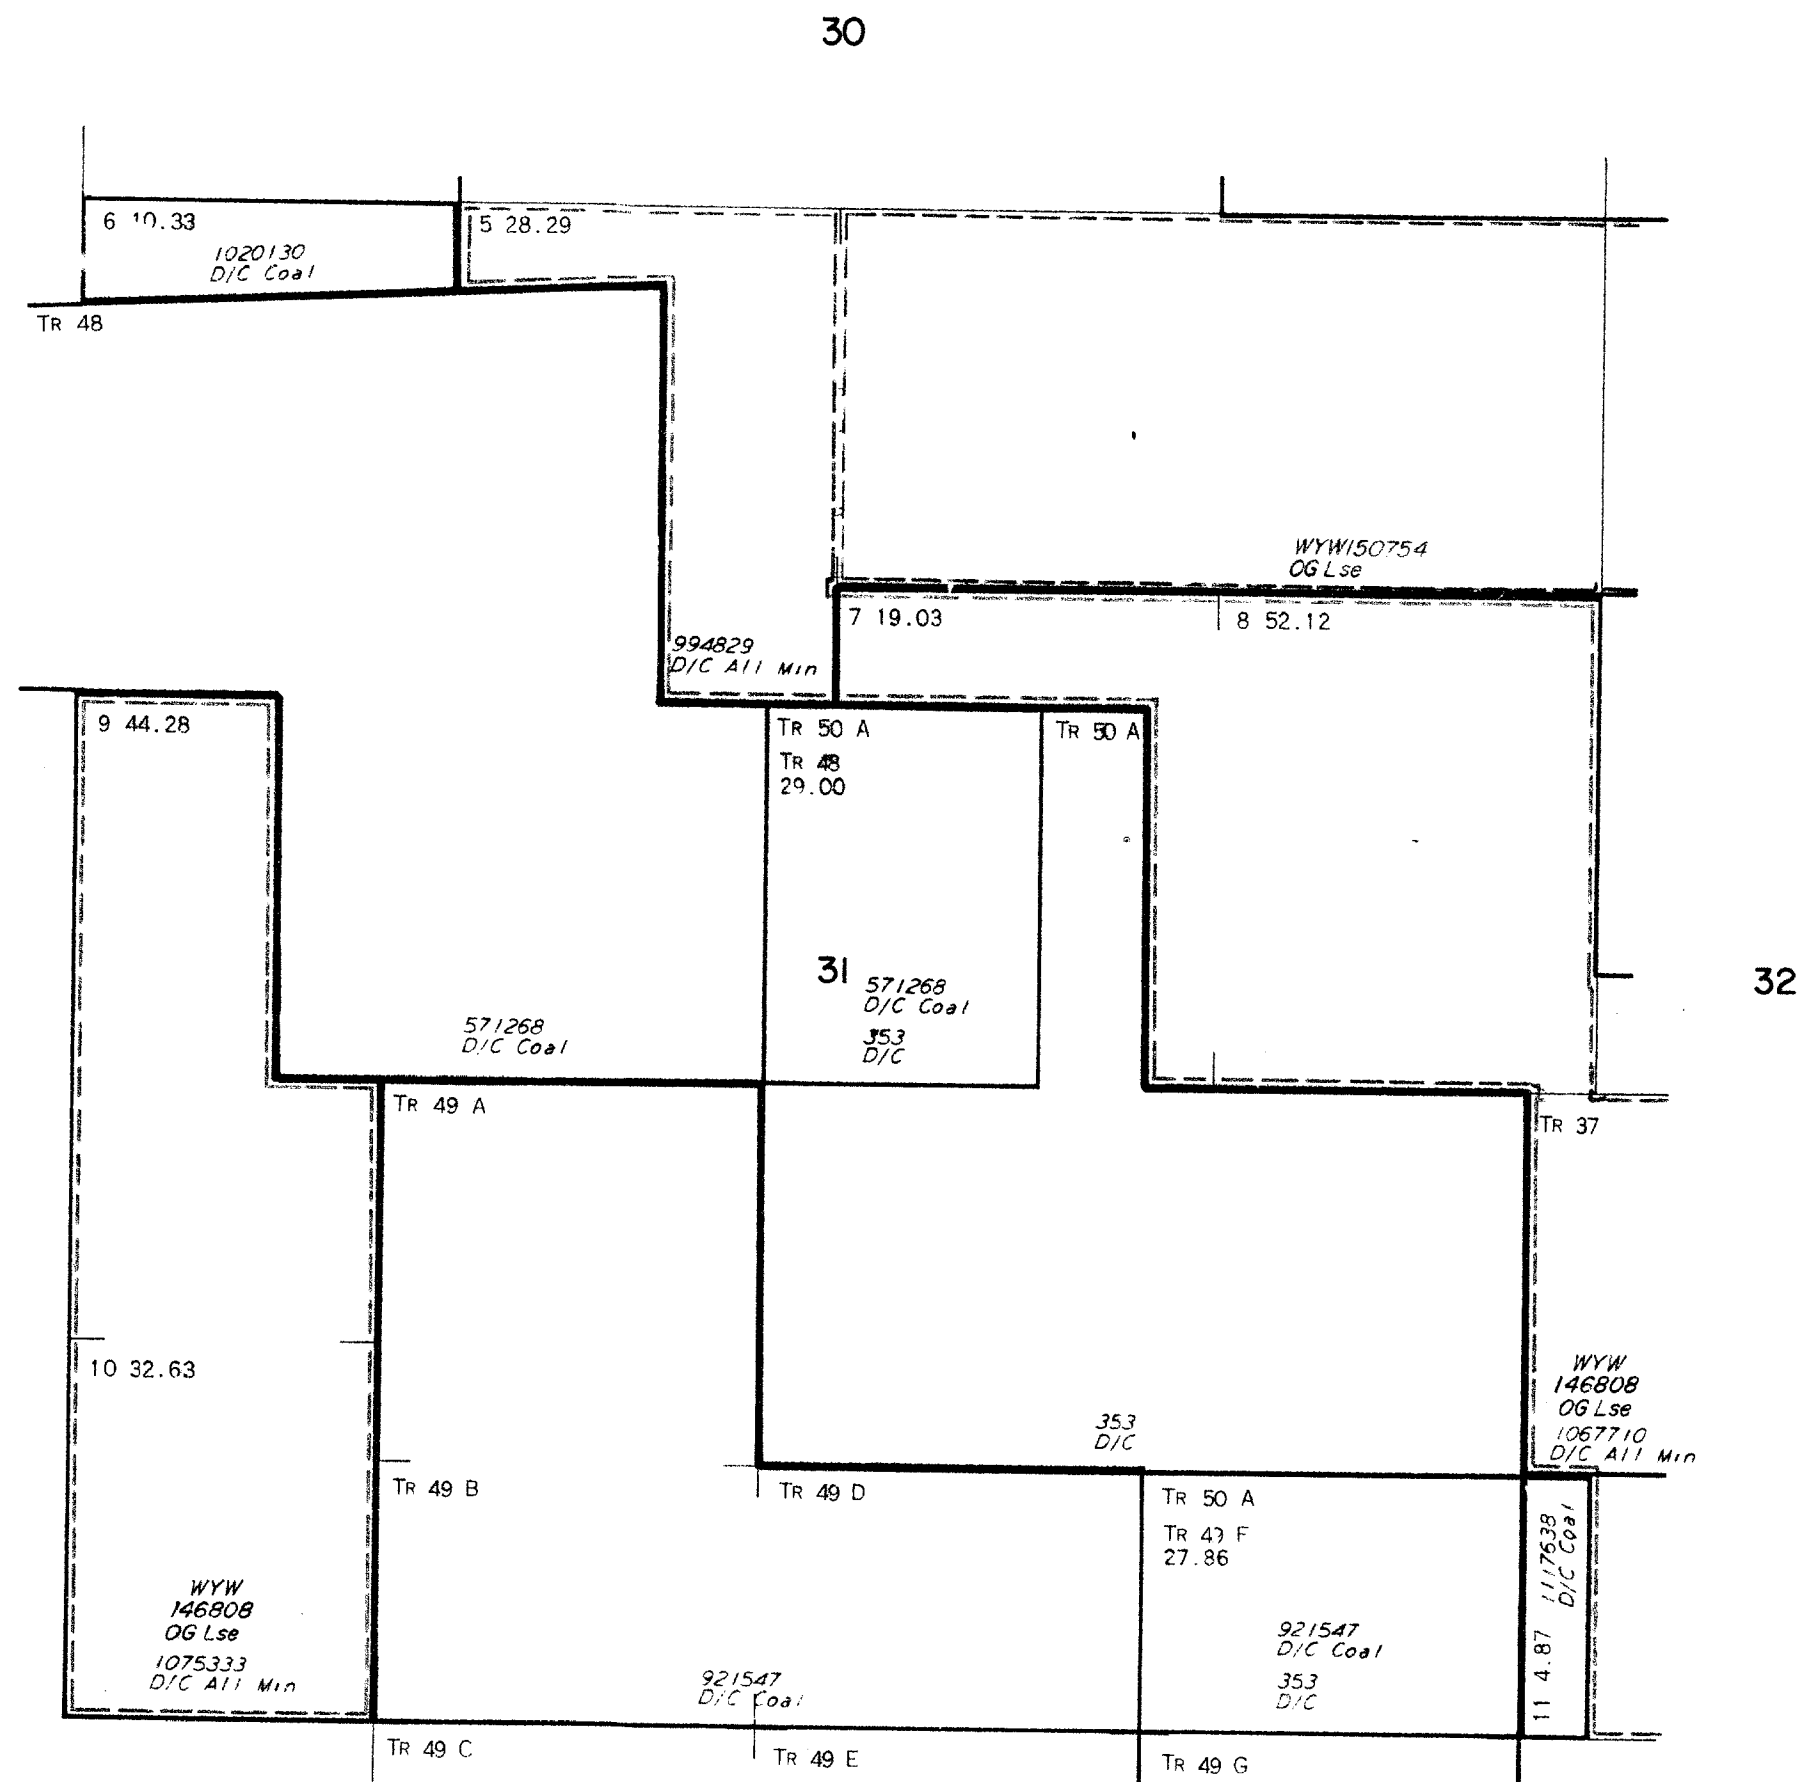 30
6 10.33
1020130
D/C Coal
5 28.29
TR 48
WYW150754
OG Lse
7 19.03
8 52.12
994829
D/C All Min
9 44.28
TR 50 A
TR 48
29.00
TR 50 A
31
571268
D/C Coal
353
D/C
32
571268
D/C Coal
TR 49 A
TR 37
10 32.63
WYW
146808
OG Lse
1067710
D/C All Min
353
D/C
TR 49 B
TR 49 D
TR 50 A
TR 49 F
27.86
1117638
D/C Coal
11 4.87
WYW
146808
OG Lse
1075333
D/C All Min
921547
D/C Coal
921547
D/C Coal
353
D/C
TR 49 C
TR 49 E
TR 49 G